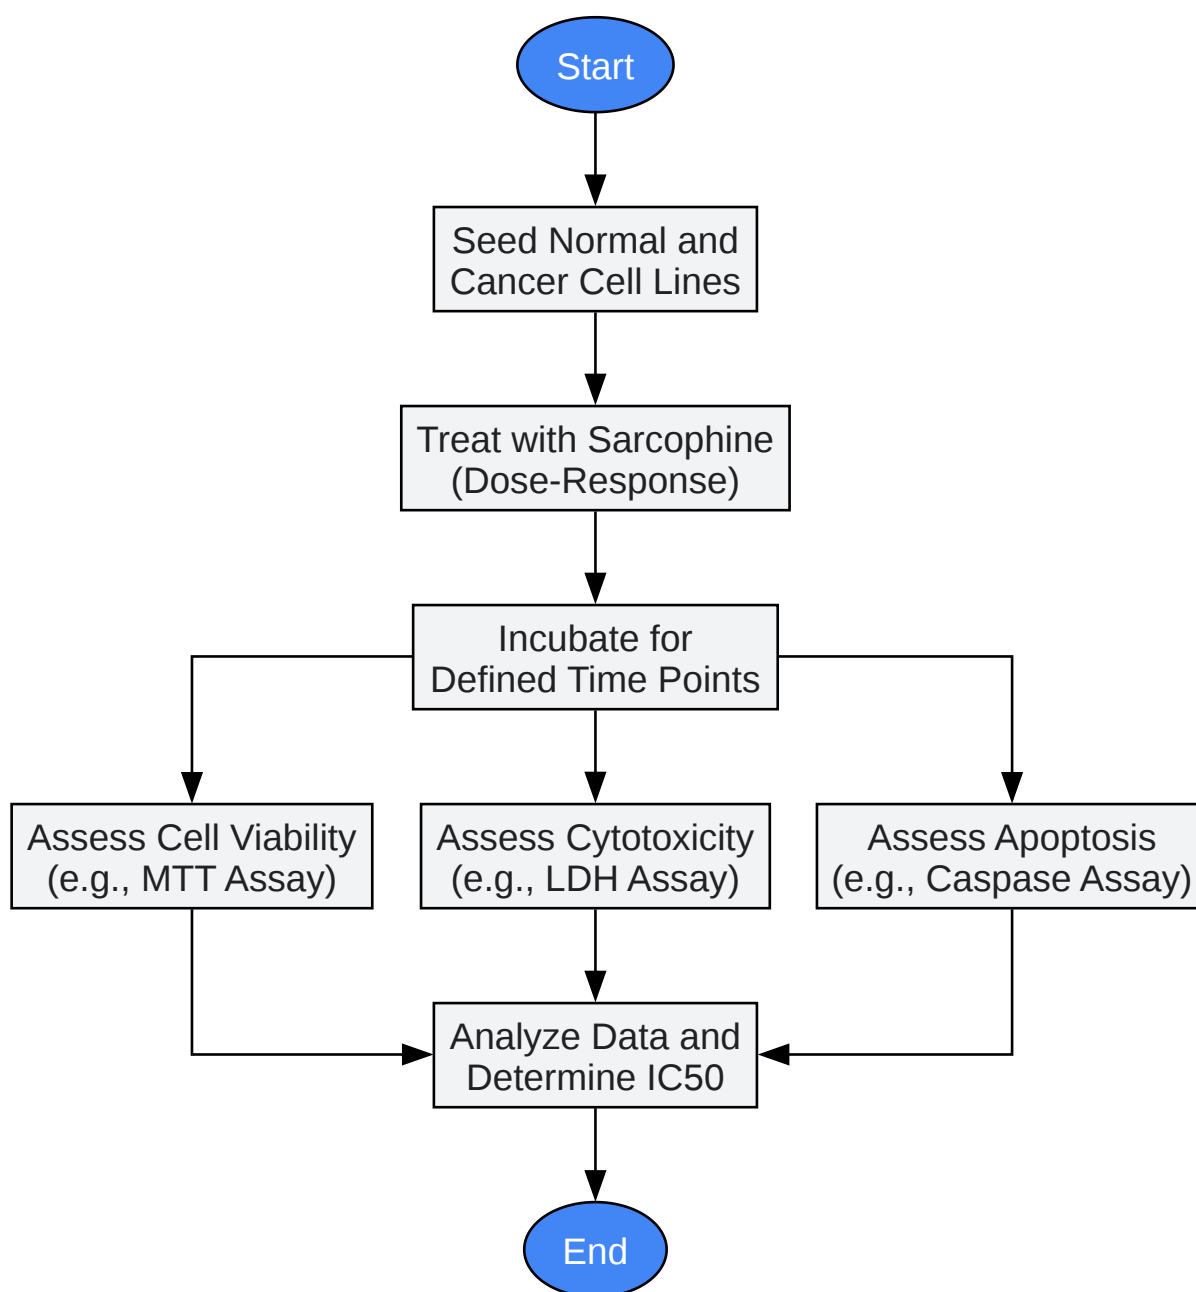 Start
Seed Normal and
Cancer Cell Lines
Treat with Sarcophine
(Dose-Response)
Incubate for
Defined Time Points
Assess Cell Viability
(e.g., MTT Assay)
Assess Cytotoxicity
(e.g., LDH Assay)
Assess Apoptosis
(e.g., Caspase Assay)
Analyze Data and
Determine IC50
End